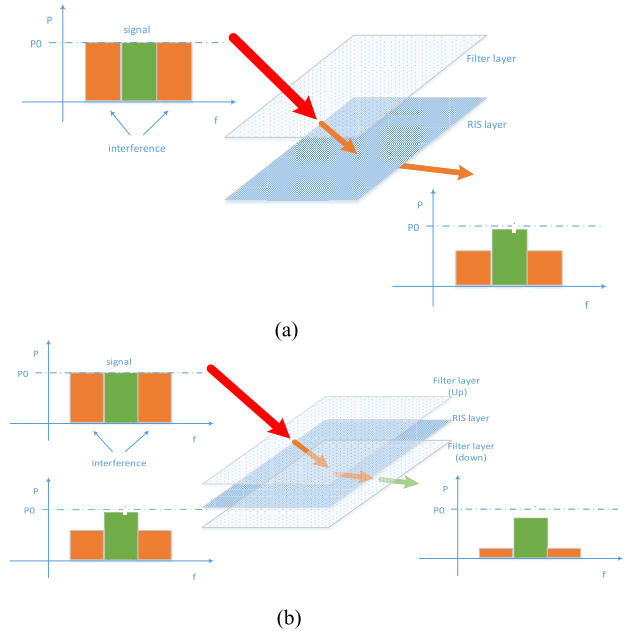 P
signal
P0
f
interference
Filter layer
RIS layer
P
P0
f
(a)
P
signal
P0
f
interference
Filter layer
(Up)
RIS layer
Filter layer
(down)
P
P0
f
P
P0
f
(b)